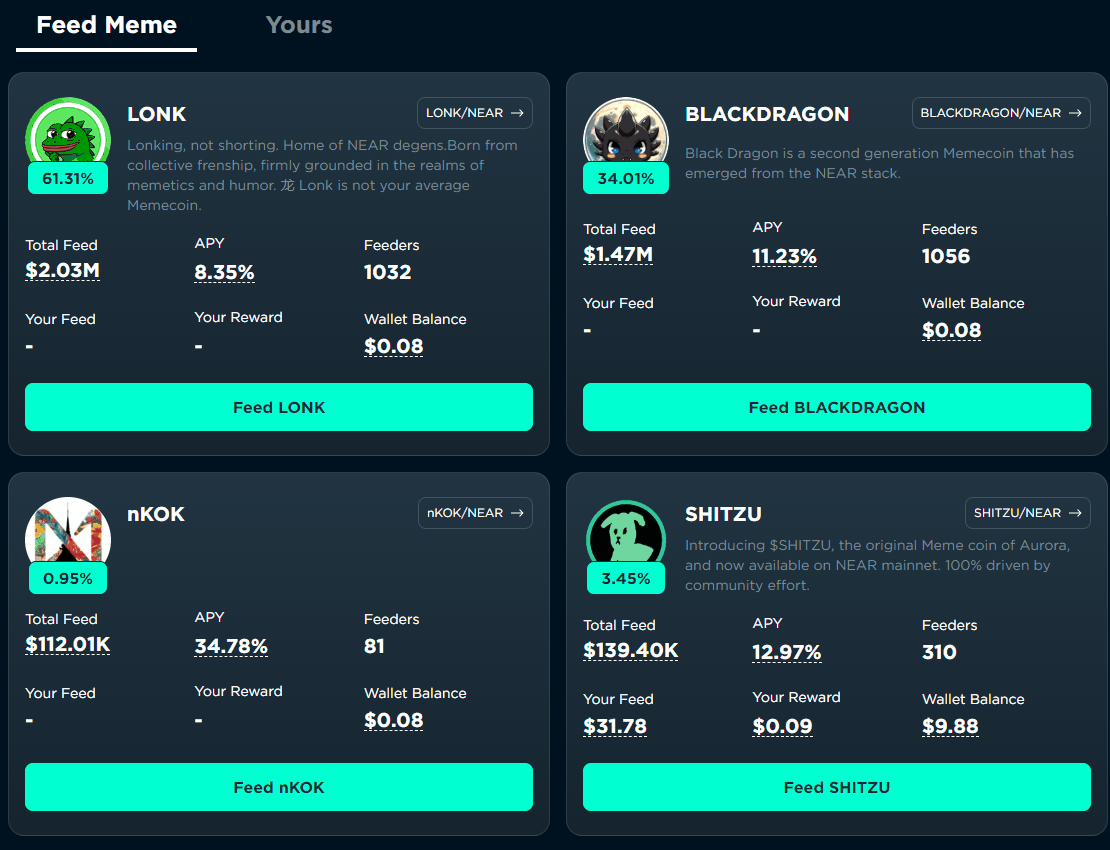 Feed Meme Yours
LONK
LONK/NEAR →
Lonking, not shorting. Home of NEAR degens.Born from
collective frenship, firmly grounded in the realms of
memetics and humor. 龙 Lonk is not your average
Memecoin.
61.31%
Total Feed APY Feeders
$2.03M 8.35% 1032
Your Feed Your Reward Wallet Balance
- - $0.08
Feed LONK
BLACKDRAGON
BLACKDRAGON/NEAR →
Black Dragon is a second generation Memecoin that has
emerged from the NEAR stack.
34.01%
Total Feed APY Feeders
$1.47M 11.23% 1056
Your Feed Your Reward Wallet Balance
- - $0.08
Feed BLACKDRAGON
nKOK
nKOK/NEAR →
0.95%
Total Feed APY Feeders
$112.01K 34.78% 81
Your Feed Your Reward Wallet Balance
- - $0.08
Feed nKOK
SHITZU
SHITZU/NEAR →
Introducing $SHITZU, the original Meme coin of Aurora,
and now available on NEAR mainnet. 100% driven by
community effort.
3.45%
Total Feed APY Feeders
$139.40K 12.97% 310
Your Feed Your Reward Wallet Balance
$31.78 $0.09 $9.88
Feed SHITZU